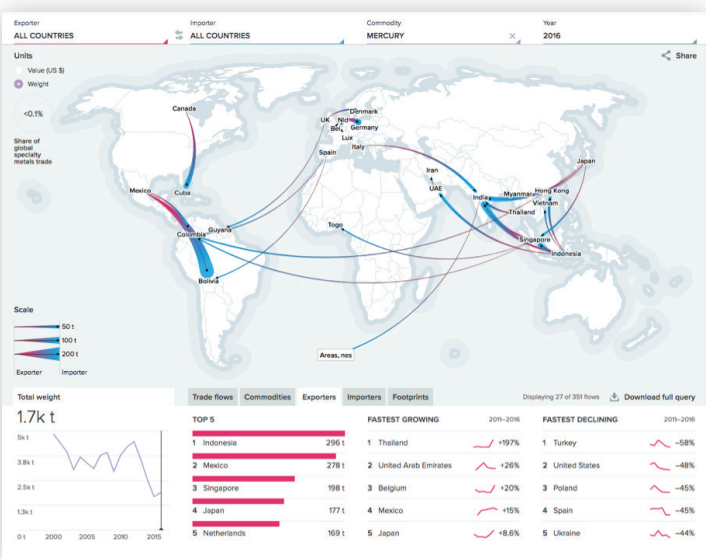 Exporter
ALL COUNTRIES
Importer
ALL COUNTRIES
Commodity
MERCURY
Year
2016
Units
Value (US $)
Weight
<0.1%
Share of
global
specialty
metals trade
Share
Canada
Cuba
Mexico
Colombia
Guyana
Bolivia
UK
Nld
Denmark
Bel
Germany
Lux
Spain
Italy
Togo
Iran
UAE
India
Myanmar
Hong Kong
Vietnam
Thailand
Japan
Singapore
Indonesia
Areas, nes
Scale
50 t
100 t
200 t
Exporter
Importer
Total weight
1.7k t
5k t
3.8k t
2.5k t
1.3k t
0 t
2000 2005 2010 2015
Trade flows Commodities Exporters Importers Footprints
Displaying 27 of 351 flows
Download full query
TOP 5
1 Indonesia 296 t
2 Mexico 278 t
3 Singapore 198 t
4 Japan 177 t
5 Netherlands 169 t
FASTEST GROWING 2011–2016
1 Thailand +197%
2 United Arab Emirates +26%
3 Belgium +20%
4 Mexico +15%
5 Japan +8.6%
FASTEST DECLINING 2011–2016
1 Turkey –58%
2 United States –48%
3 Poland –45%
4 Spain –45%
5 Ukraine –44%